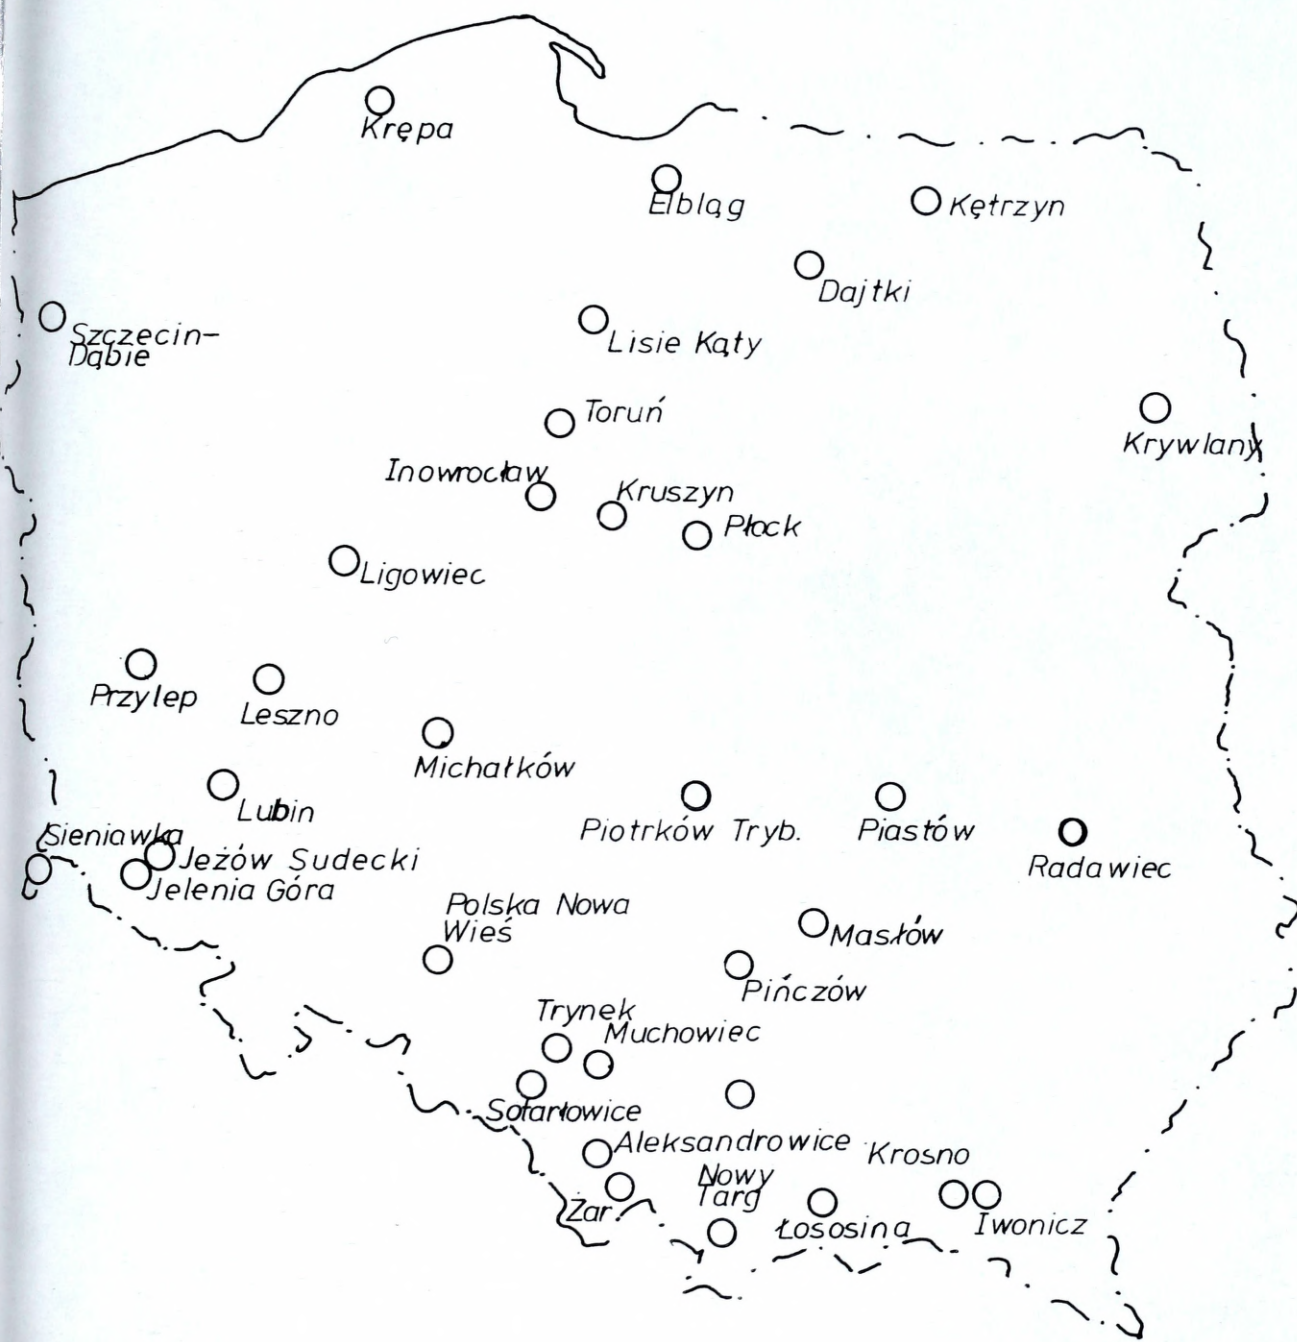 Krępa
Elbląg
Kętrzyn
Dajtki
Szczecin-
Dąbie
Lisie Kąty
Toruń
Krywlany
Inowrocław
Kruszyn
Płock
Ligowiec
Przylep
Leszno
Michałków
Lubin
Piotrków Tryb.
Piastów
Radawiec
Sieniawka
Jeżów Sudecki
Jelenia Góra
Polska Nowa
Wieś
Masłów
Pińczów
Trynek
Muchowiec
Sołarłowice
Aleksandrowice
Krosno
Nowy
Targ
Żar
Łososina
Iwonicz